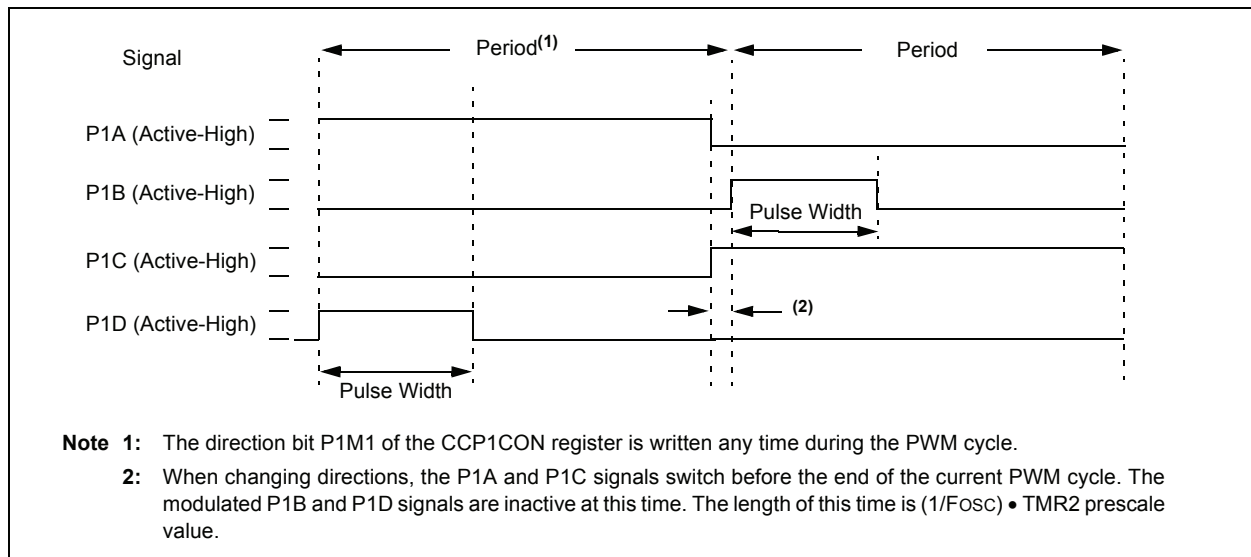 Signal
Period(1)
Period
P1A (Active-High)
P1B (Active-High)
Pulse Width
P1C (Active-High)
(2)
P1D (Active-High)
Pulse Width
Note 1: The direction bit P1M1 of the CCP1CON register is written any time during the PWM cycle.
2: When changing directions, the P1A and P1C signals switch before the end of the current PWM cycle. The
modulated P1B and P1D signals are inactive at this time. The length of this time is (1/FOSC) • TMR2 prescale
value.